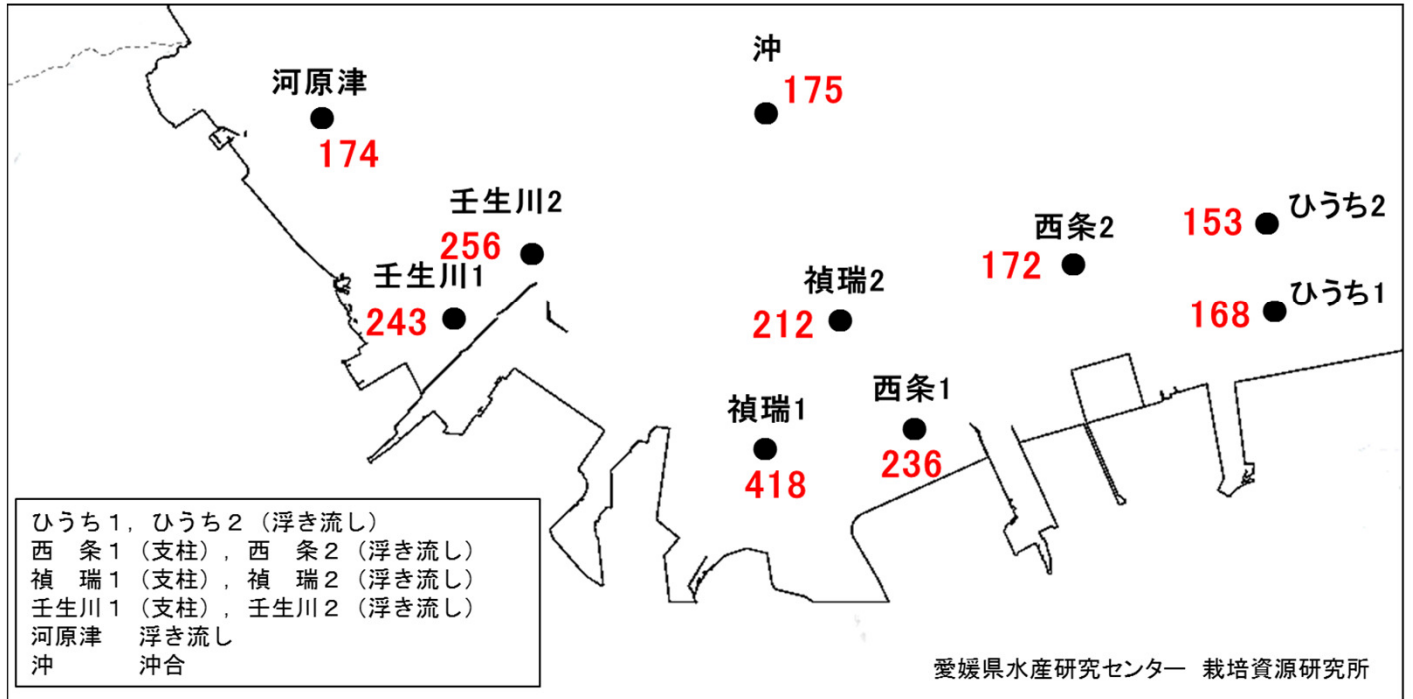 沖
175
河原津
174
壬生川2
256
壬生川1
243
西条2
172
153
ひうち2
禎瑞2
212
168
ひうち1
禎瑞1
418
西条1
236
ひうち1, ひうち2 (浮き流し)
西 条1 (支柱), 西 条2 (浮き流し)
禎 瑞1 (支柱), 禎 瑞2 (浮き流し)
壬生川1 (支柱), 壬生川2 (浮き流し)
河原津 浮き流し
沖 沖合
愛媛県水産研究センター 栽培資源研究所